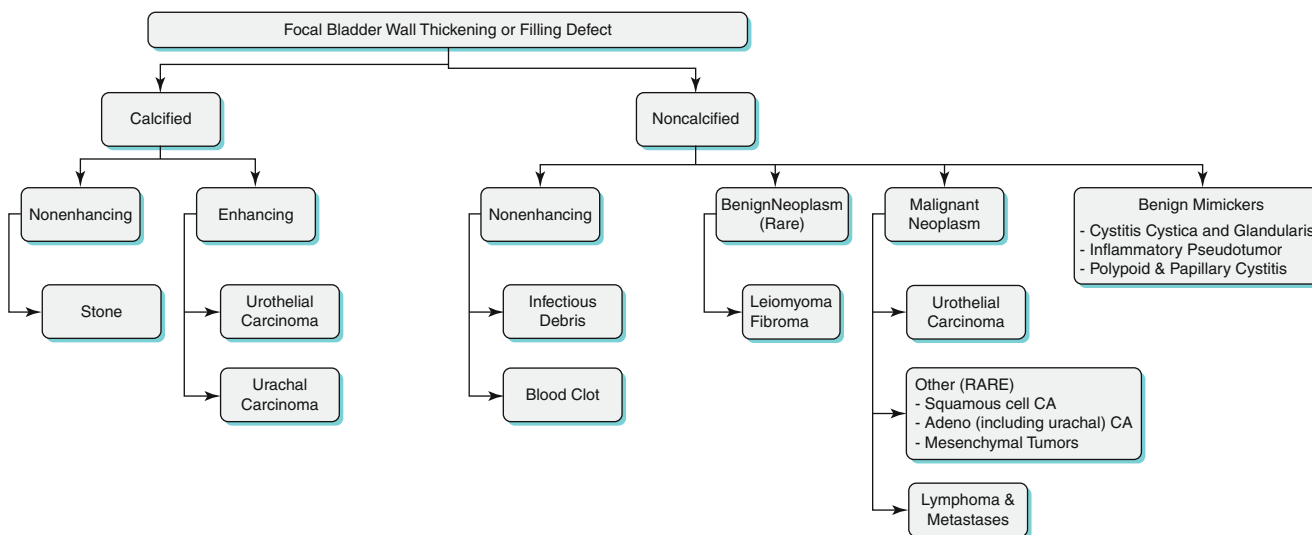 Focal Bladder Wall Thickening or Filling Defect
Calcified
Noncalcified
Nonenhancing
Enhancing
Nonenhancing
BenignNeoplasm
(Rare)
Malignant
Neoplasm
Benign Mimickers
- Cystitis Cystica and Glandularis
- Inflammatory Pseudotumor
- Polypoid & Papillary Cystitis
Stone
Urothelial
Carcinoma
Infectious
Debris
Leiomyoma
Fibroma
Urothelial
Carcinoma
Urachal
Carcinoma
Blood Clot
Other (RARE)
- Squamous cell CA
- Adeno (including urachal) CA
- Mesenchymal Tumors
Lymphoma &
Metastases